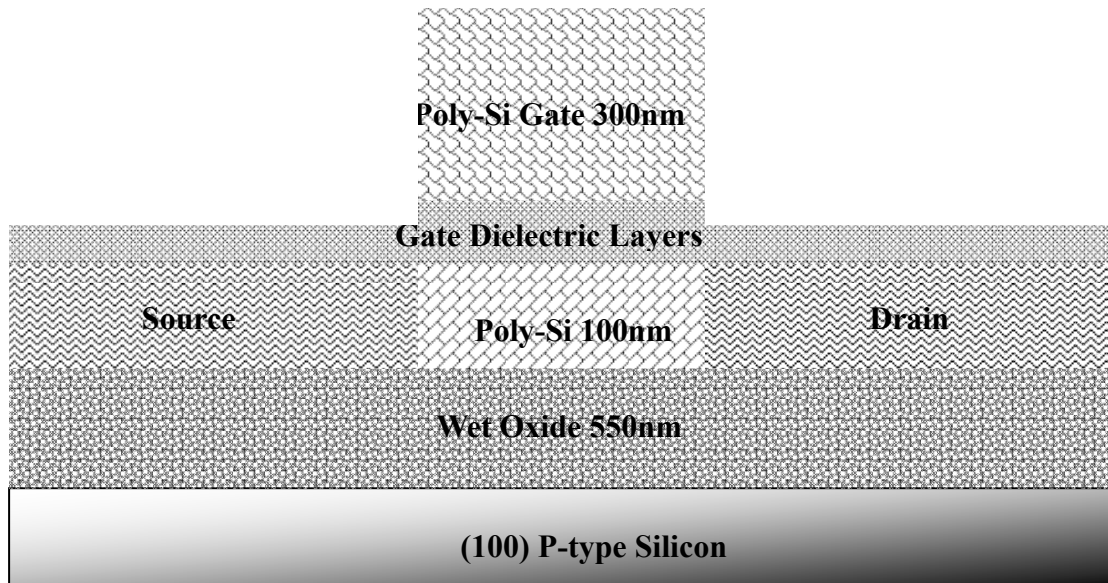 Poly-Si Gate 300nm
Gate Dielectric Layers
Source
Poly-Si 100nm
Drain
Wet Oxide 550nm
(100) P-type Silicon